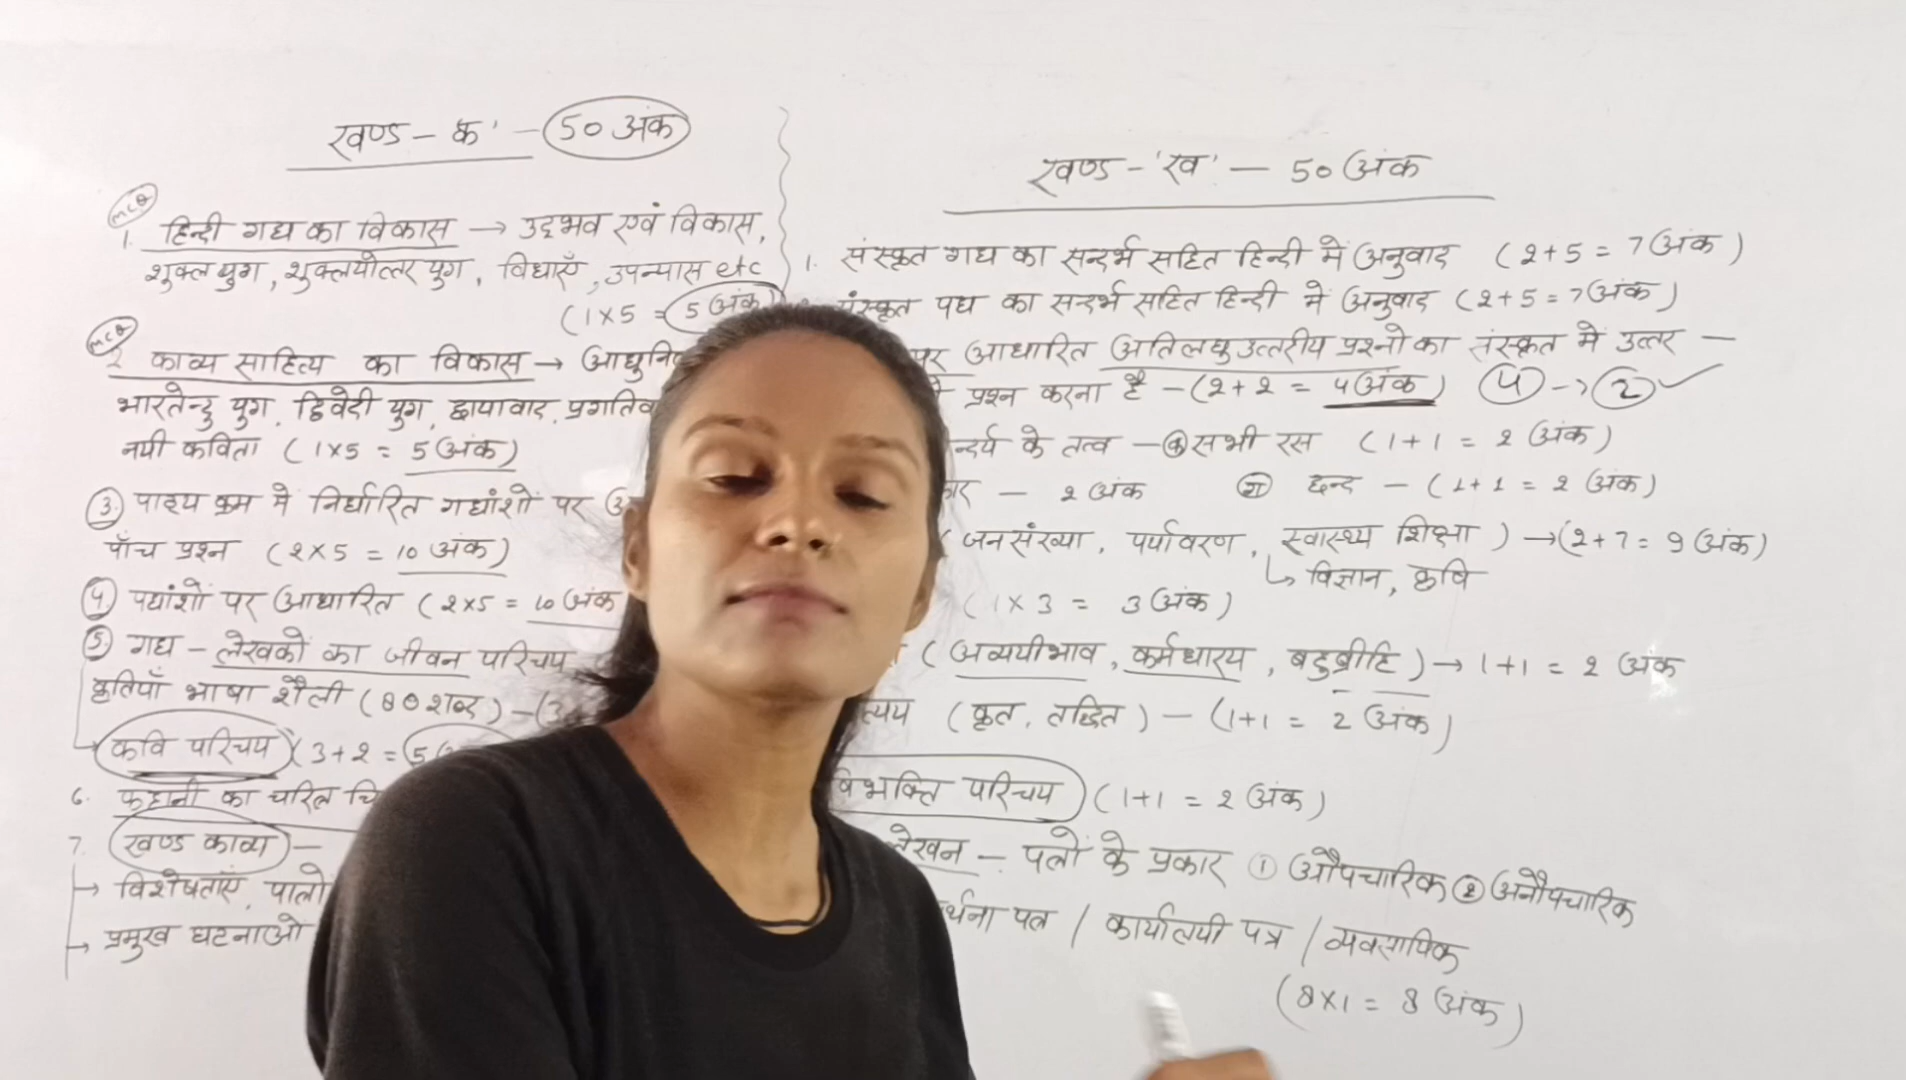 खण्ड - क' - 50 अंक
MCQ
1. हिन्दी गद्य का विकास → उद्दभव एवं विकास,
शुक्ल युग, शुक्लयोत्तर युग, विधाएँ, उपन्यास etc
(1×5 = 5 अंक)
MCQ
2 काव्य साहित्य का विकास →
भारतेन्दु युग, द्विवेदी युग, छायावाद,
नयी कविता (1×5 = 5 अंक)
3. पाठ्य क्रम में निर्धारित गद्यांशों पर
पाँच प्रश्न (2×5 = 10 अंक)
4. पद्यांशों पर आधारित (2×5 = 10 अंक
5. गद्य - लेखकों का जीवन परिचय
कृतियाँ भाषा शैली (80 शब्द) - (3
कवि परिचय (3+2 = 5
6. कहानी का चरित्र
7. खण्ड काव्य -
→ विशेषताएँ, पात्रो
→ प्रमुख घटनाओ
खण्ड - 'ख' - 50 अंक
1. संस्कृत गद्य का सन्दर्भ सहित हिन्दी में अनुवाद (2+5 = 7 अंक)
संस्कृत पद्य का सन्दर्भ सहित हिन्दी में अनुवाद (2+5 = 7 अंक)
पर आधारित अतिलघु उत्तरीय प्रश्नो का संस्कृत में उत्तर -
प्रश्न करना है - (2+2 = 4 अंक) 4 → 2 ✓
के तत्व - क सभी रस (1+1 = 2 अंक)
- 2 अंक ग छन्द - (1+1 = 2 अंक)
(जनसंख्या, पर्यावरण, स्वास्थ्य शिक्षा) → (2+7 = 9 अंक)
↳ विज्ञान, कृषि
(1×3 = 3 अंक)
(अव्ययीभाव, कर्मधारय, बहुब्रीहि) → 1+1 = 2 अंक
(कृत, तद्धित) - (1+1 = 2 अंक)
विभक्ति परिचय (1+1 = 2 अंक)
लेखन - पत्रों के प्रकार 1 औपचारिक 2 अनौपचारिक
पत्र / कार्यालयी पत्र / व्यवसायिक
(8×1 = 8 अंक)